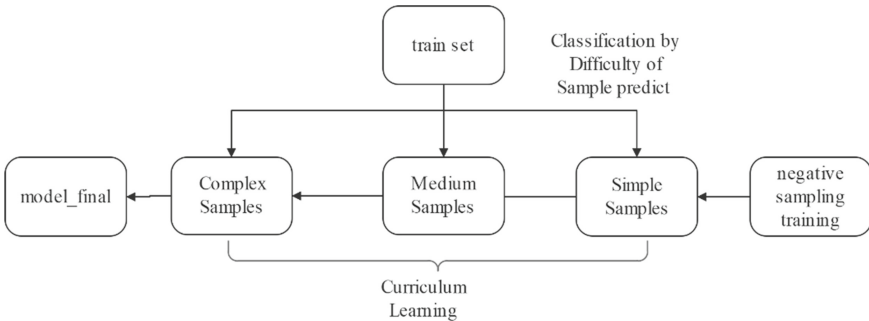 train set
Classification by
Difficulty of
Sample predict
model_final
Complex
Samples
Medium
Samples
Simple
Samples
negative
sampling
training
Curriculum
Learning